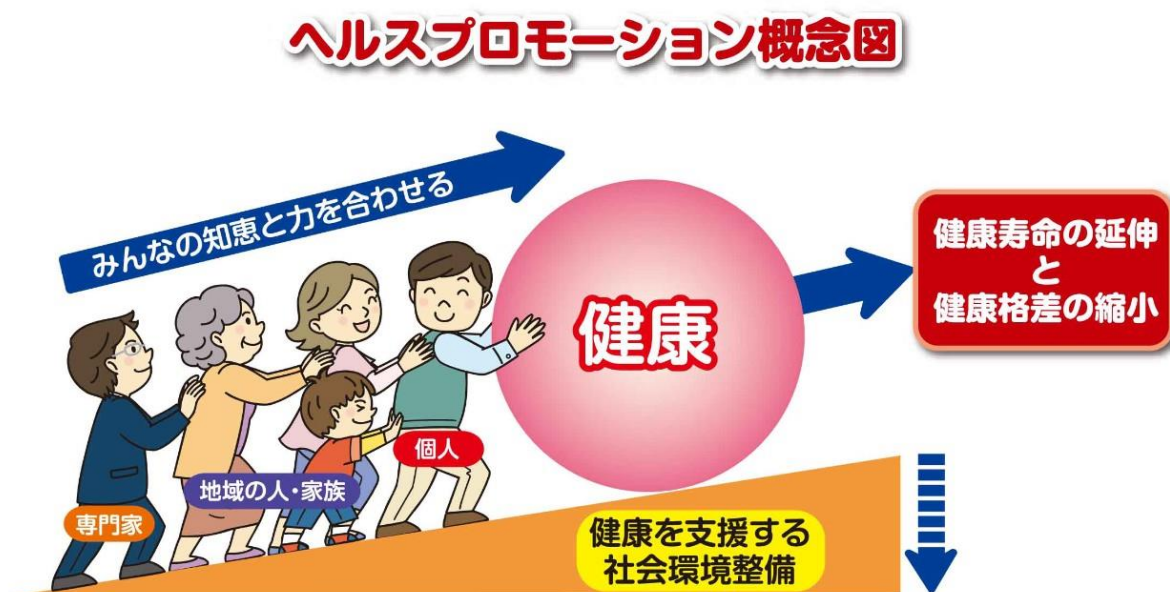 ヘルスプロモーション概念図
みんなの知恵と力を合わせる
健康
健康寿命の延伸
と
健康格差の縮小
個人
地域の人・家族
専門家
健康を支援する
社会環境整備